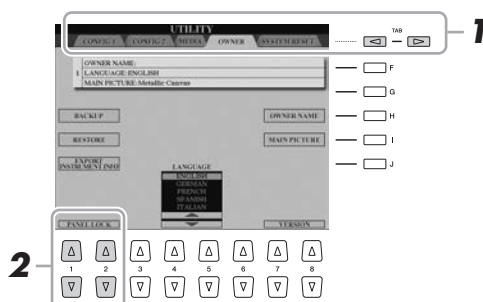 UTILITY
CONFIG 1 CONFIG 2 MEDIA OWNER SYSTEM RESET
TAB
1
OWNER NAME:
1 LANGUAGE: ENGLISH
MAIN PICTURE: Metallic Canvas
F
G
BACKUP
OWNER NAME
H
RESTORE
MAIN PICTURE
I
EXPORT
INSTRUMENT INFO
J
LANGUAGE
ENGLISH
GERMAN
FRENCH
SPANISH
ITALIAN
PANEL LOCK
VERSION
2
1 2 3 4 5 6 7 8